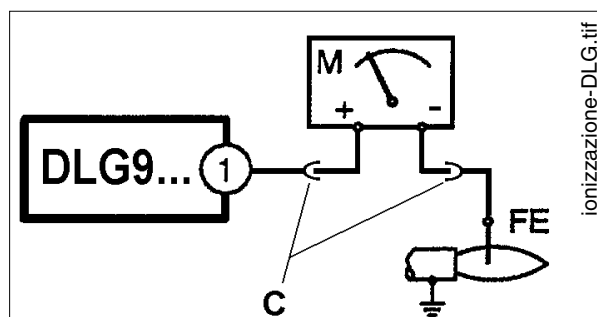 M
+ -
DLG9... 1
FE
C
ionizzazione-DLG.tif